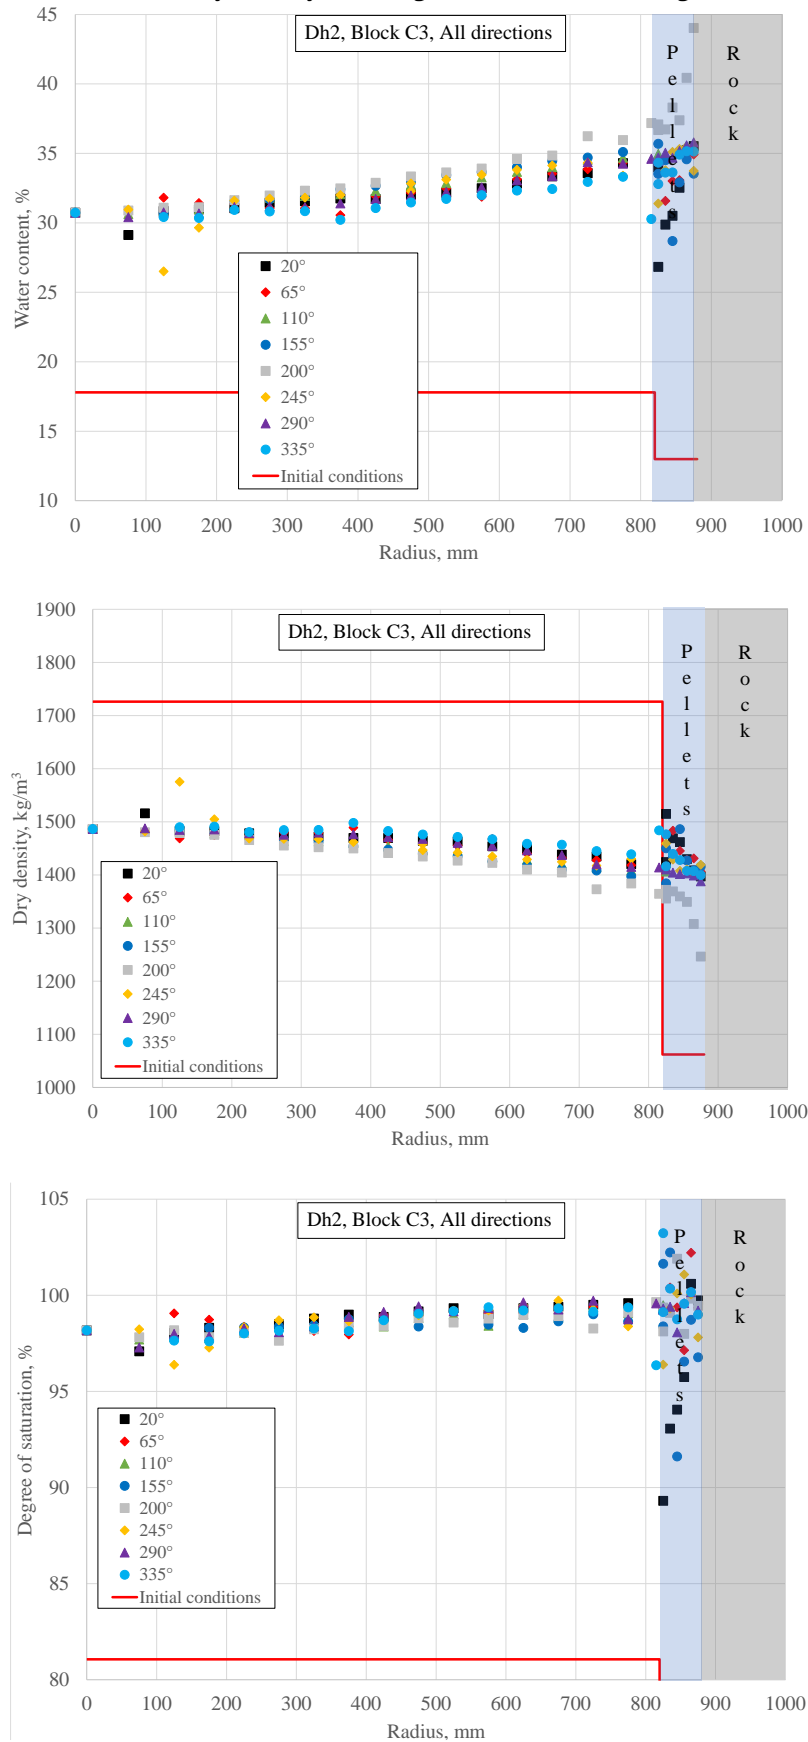 Dh2, Block C3, All directions
45
40
35
30
25
20
15
10
Water content, %
Pellets
Rock
20°
65°
110°
155°
200°
245°
290°
335°
Initial conditions
0 100 200 300 400 500 600 700 800 900 1000
Radius, mm
1900
1800
1700
1600
1500
1400
1300
1200
1100
1000
Dry density, kg/m³
Dh2, Block C3, All directions
Pellets
Rock
20°
65°
110°
155°
200°
245°
290°
335°
Initial conditions
0 100 200 300 400 500 600 700 800 900 1000
Radius, mm
105
100
95
90
85
80
Degree of saturation, %
Dh2, Block C3, All directions
Pellets
Rock
20°
65°
110°
155°
200°
245°
290°
335°
Initial conditions
0 100 200 300 400 500 600 700 800 900 1000
Radius, mm